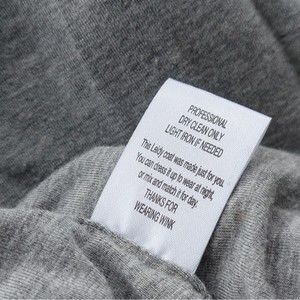 PROFESSIONAL
DRY CLEAN ONLY
LIGHT IRON IF NEEDED
This Leidy coat was made just for you.
You can dress it up to wear at night,
or mix and match it for day.
THANKS FOR
WEARING WINK